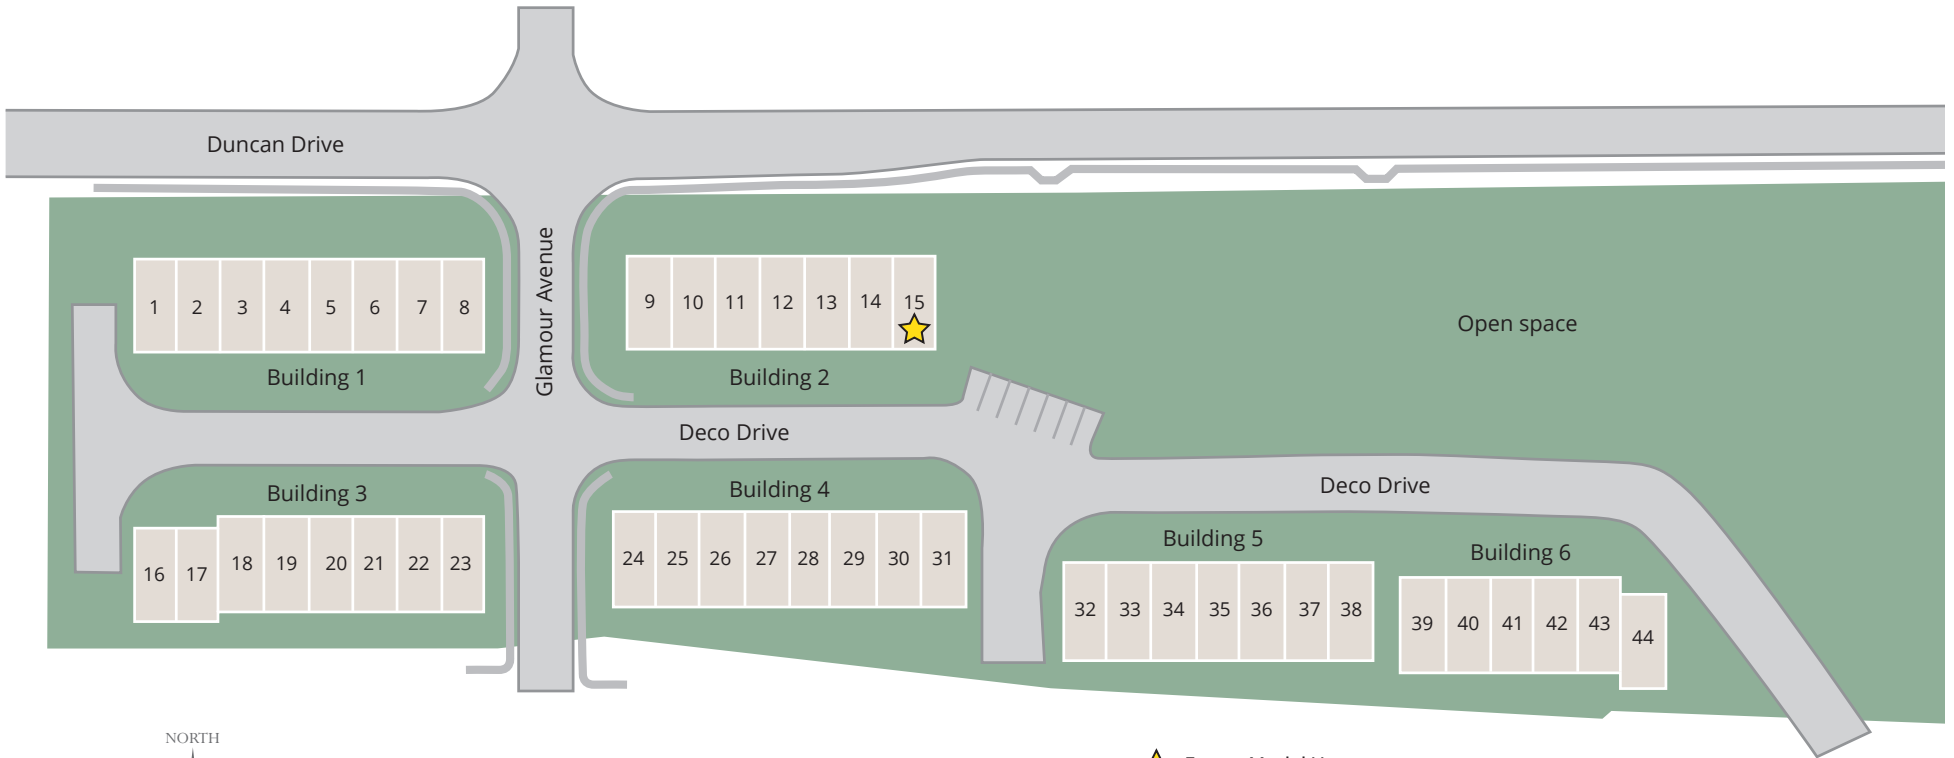 Duncan Drive
Glamour Avenue
1 2 3 4 5 6 7 8
9 10 11 12 13 14 15
Open space
Building 1
Building 2
Deco Drive
Deco Drive
Building 3
Building 4
Building 5
Building 6
16 17 18 19 20 21 22 23
24 25 26 27 28 29 30 31
32 33 34 35 36 37 38
39 40 41 42 43 44
NORTH